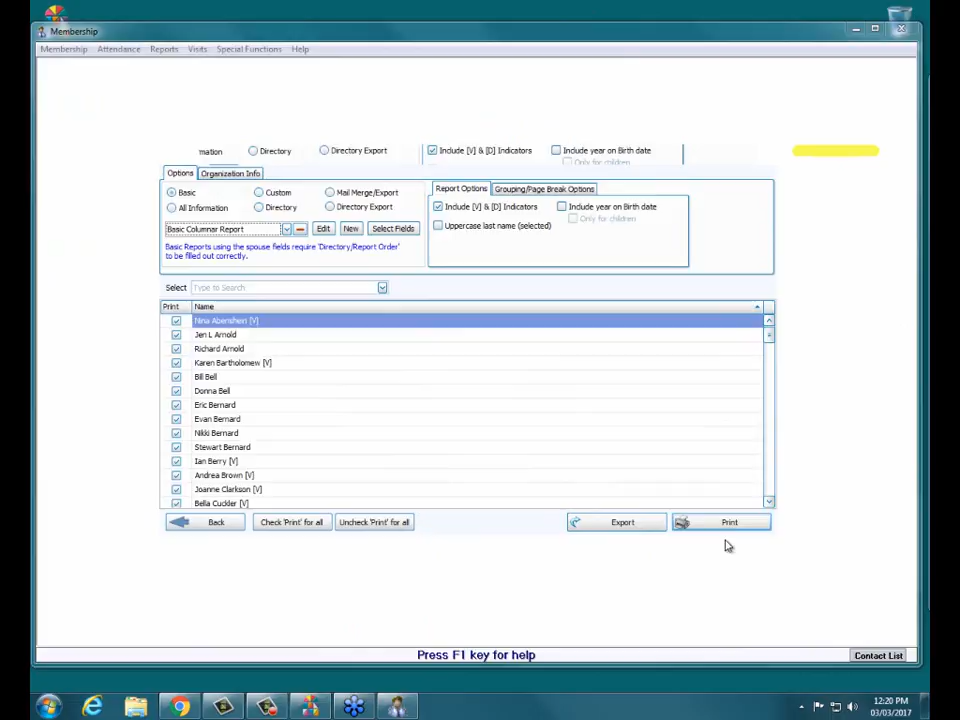 Membership
Membership Attendance Reports Visits Special Functions Help
mation Directory Directory Export Include [V] & [D] Indicators Include year on Birth date
Only for children
Options Organization Info
Basic Custom Mail Merge/Export
All Information Directory Directory Export
Basic Columnar Report Edit New Select Fields
Basic Reports using the spouse fields require 'Directory/Report Order'
to be filled out correctly.
Report Options Grouping/Page Break Options
Include [V] & [D] Indicators Include year on Birth date
Only for children
Uppercase last name (selected)
Select Type to Search
Print Name
Nina Abenshein [V]
Jen L Arnold
Richard Arnold
Karen Bartholomew [V]
Bill Bell
Donna Bell
Eric Bernard
Evan Bernard
Nikki Bernard
Stewart Bernard
Ian Berry [V]
Andrea Brown [V]
Joanne Clarkson [V]
Bella Cuckler [V]
Back Check 'Print' for all Uncheck 'Print' for all Export Print
Press F1 key for help
Contact List
12:20 PM
03/03/2017